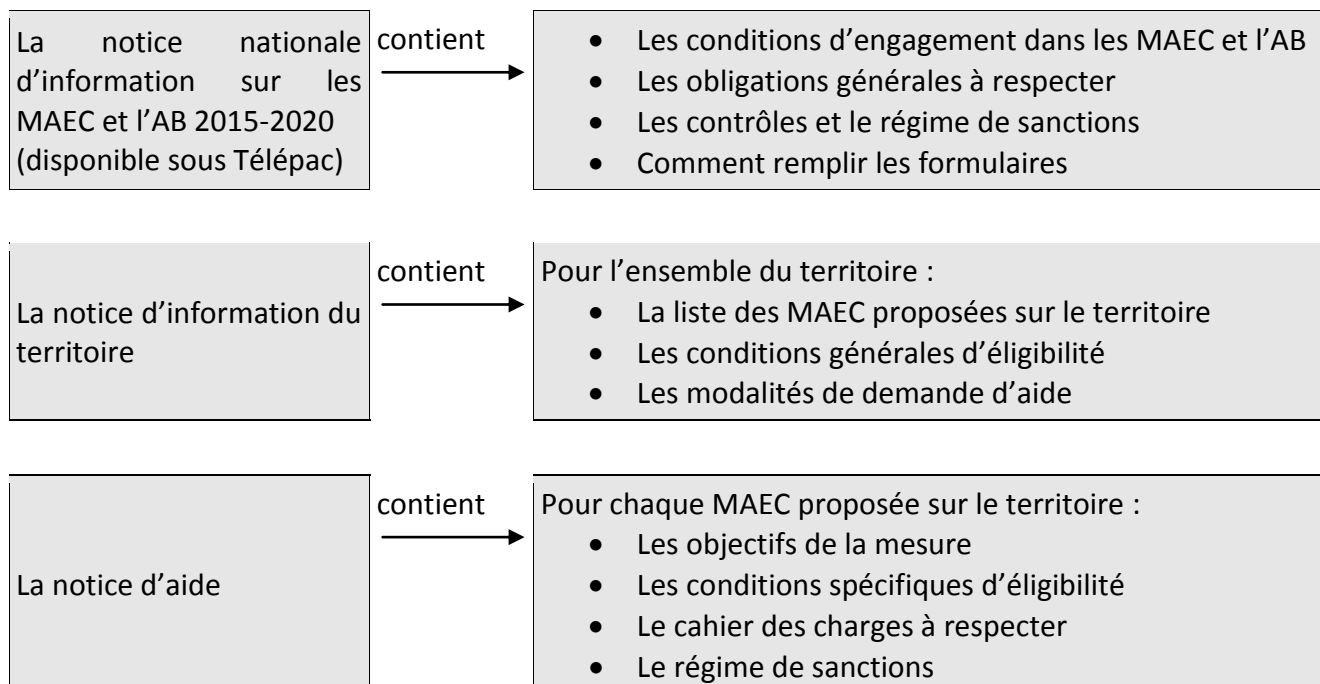 La notice nationale
d’information sur les
MAEC et l’AB 2015-2020
(disponible sous Télépac)
contient
• Les conditions d’engagement dans les MAEC et l’AB
• Les obligations générales à respecter
• Les contrôles et le régime de sanctions
• Comment remplir les formulaires
La notice d’information du
territoire
contient
Pour l’ensemble du territoire :
• La liste des MAEC proposées sur le territoire
• Les conditions générales d’éligibilité
• Les modalités de demande d’aide
La notice d’aide
contient
Pour chaque MAEC proposée sur le territoire :
• Les objectifs de la mesure
• Les conditions spécifiques d’éligibilité
• Le cahier des charges à respecter
• Le régime de sanctions